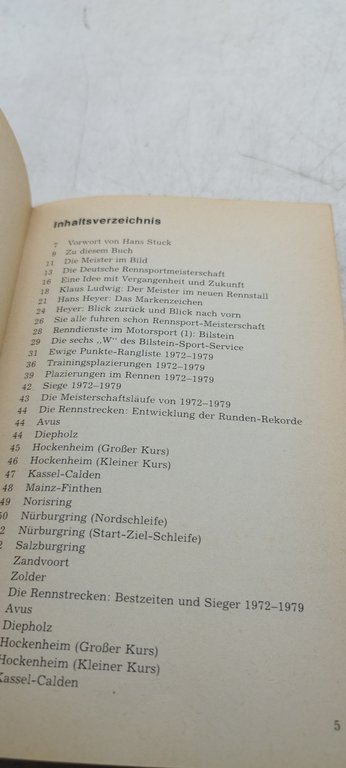 Inhaltsverzeichnis
7 Vorwort von Hans Stuck
9 Zu diesem Buch
11 Die Meister im Bild
13 Die Deutsche Rennsportmeisterschaft
16 Eine Idee mit Vergangenheit und Zukunft
18 Klaus Ludwig: Der Meister im neuen Rennstall
21 Hans Heyer: Das Markenzeichen
24 Heyer: Blick zurück und Blick nach vorn
26 Sie alle fuhren schon Rennsport-Meisterschaft
28 Renndienste im Motorsport (1): Bilstein
29 Die sechs „W" des Bilstein-Sport-Service
31 Ewige Punkte-Rangliste 1972–1979
36 Trainingsplazierungen 1972–1979
39 Plazierungen im Rennen 1972–1979
42 Siege 1972–1979
43 Die Meisterschaftsläufe von 1972–1979
44 Die Rennstrecken: Entwicklung der Runden-Rekorde
44 Avus
44 Diepholz
45 Hockenheim (Großer Kurs)
46 Hockenheim (Kleiner Kurs)
47 Kassel-Calden
48 Mainz-Finthen
49 Norisring
50 Nürburgring (Nordschleife)
2 Nürburgring (Start-Ziel-Schleife)
2 Salzburgring
Zandvoort
Zolder
Die Rennstrecken: Bestzeiten und Sieger 1972–1979
Avus
Diepholz
Hockenheim (Großer Kurs)
Hockenheim (Kleiner Kurs)
Kassel-Calden
5